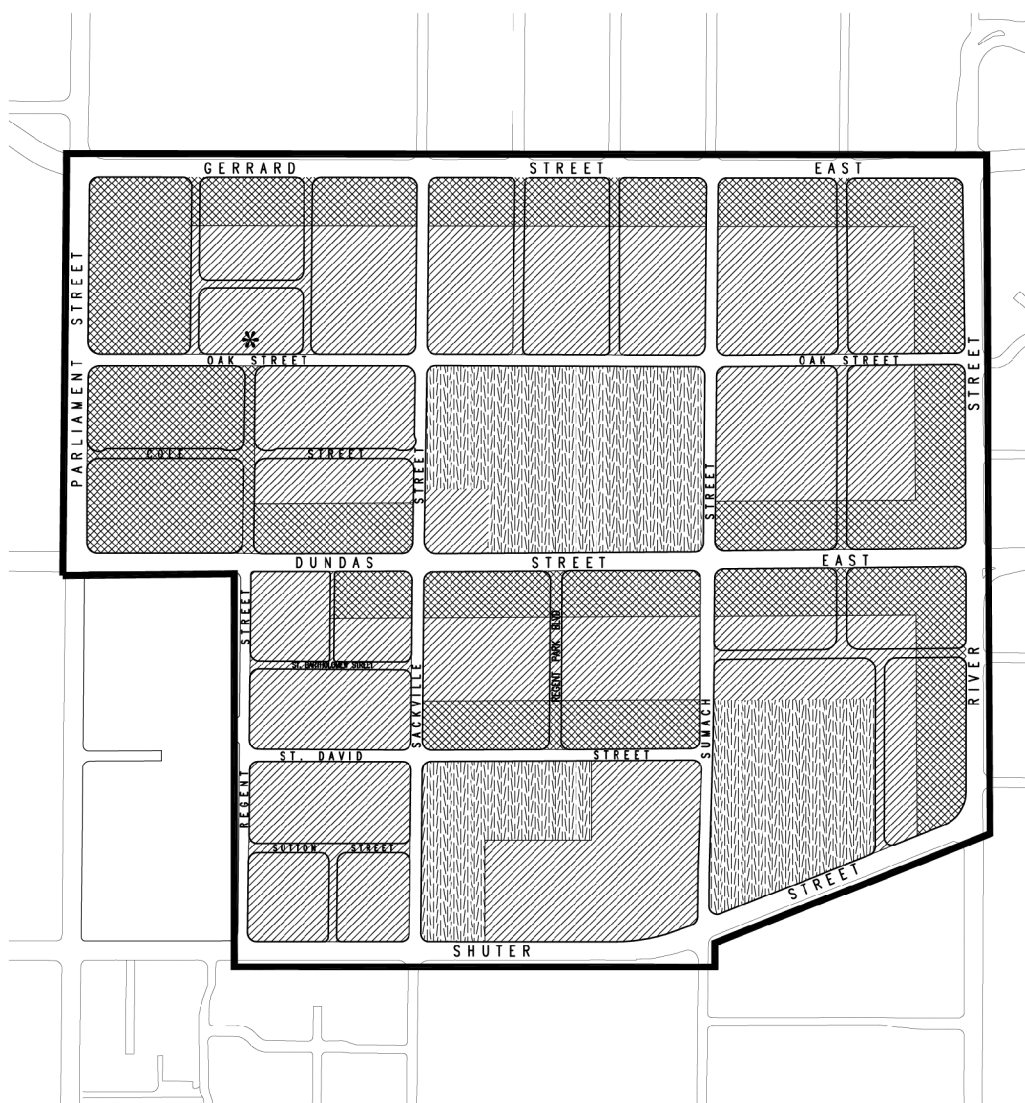 GERRARD STREET EAST
PARLIAMENT STREET
*
OAK STREET
OAK STREET
STREET
COLE STREET
STREET
STREET
DUNDAS STREET EAST
REGENT STREET
ST. BARTHOLOMEW STREET
REGENT PARK BLVD
SACKVILLE
SUMACH
RIVER
ST. DAVID STREET
SUTTON STREET
STREET
SHUTER